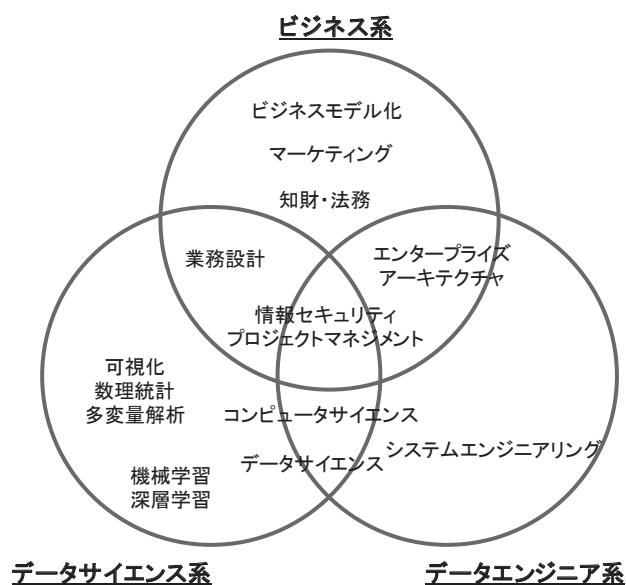 ビジネス系
ビジネスモデル化
マーケティング
知財・法務
業務設計
エンタープライズ
アーキテクチャ
情報セキュリティ
プロジェクトマネジメント
可視化
数理統計
多変量解析
コンピュータサイエンス
システムエンジニアリング
データサイエンス
機械学習
深層学習
データサイエンス系
データエンジニア系